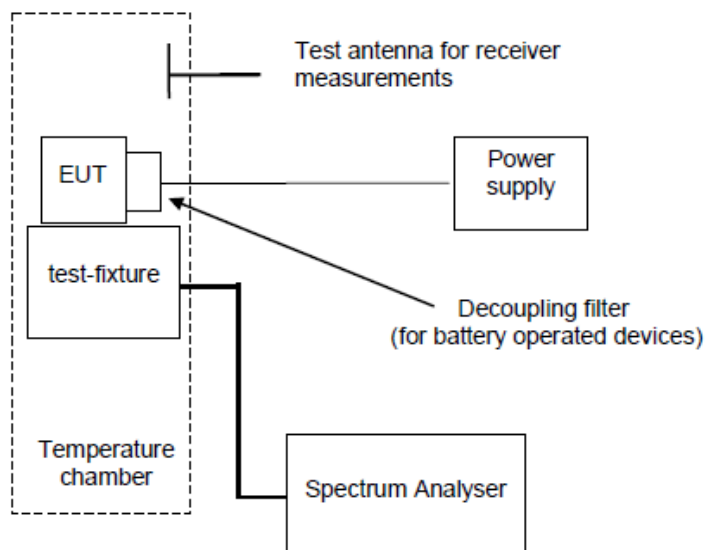 Test antenna for receiver
measurements
EUT
Power
supply
test-fixture
Decoupling filter
(for battery operated devices)
Temperature
chamber
Spectrum Analyser